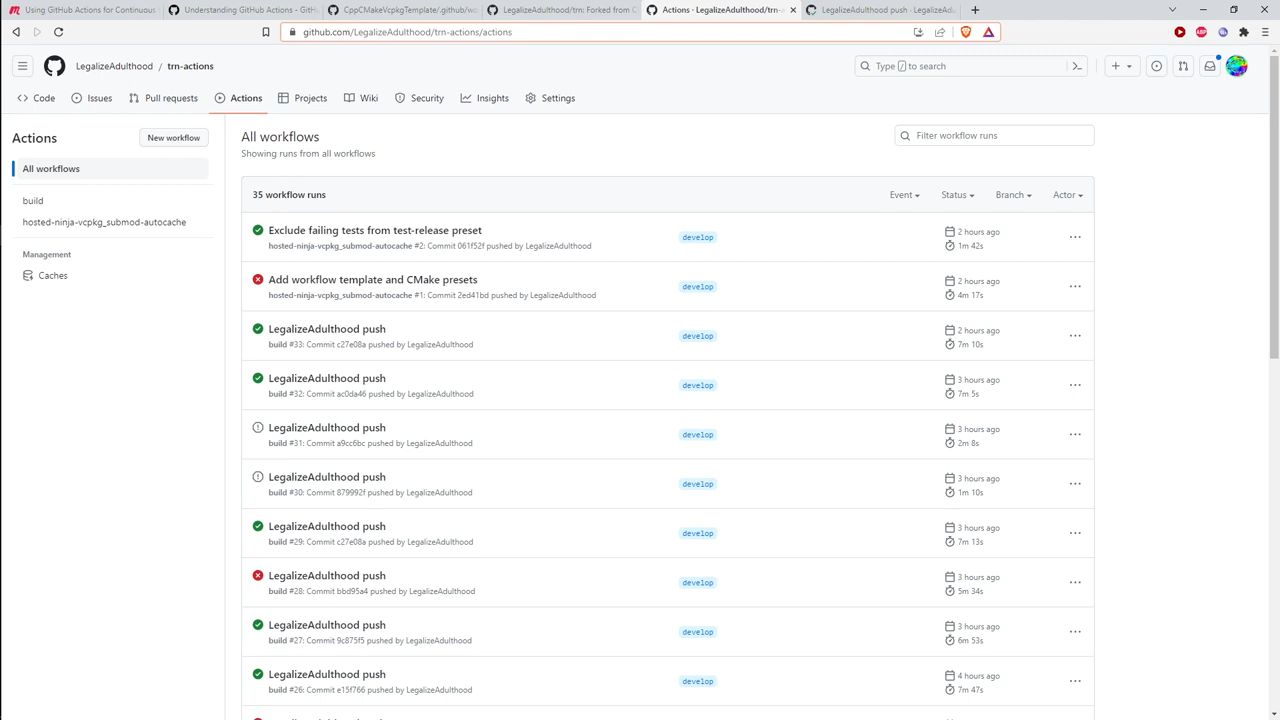 Using GitHub Actions for Continuous
Understanding GitHub Actions - GitH
CppCMakeVcpkgTemplate/.github/wo
LegalizeAdulthood/trn: Forked from C
Actions · LegalizeAdulthood/trn-a
LegalizeAdulthood push · LegalizeAd
github.com/LegalizeAdulthood/trn-actions/actions
LegalizeAdulthood / trn-actions
Type / to search
Code
Issues
Pull requests
Actions
Projects
Wiki
Security
Insights
Settings
Actions
New workflow
All workflows
build
hosted-ninja-vcpkg_submod-autocache
Management
Caches
All workflows
Showing runs from all workflows
Filter workflow runs
35 workflow runs
Event
Status
Branch
Actor
Exclude failing tests from test-release preset
hosted-ninja-vcpkg_submod-autocache #2: Commit 061f52f pushed by LegalizeAdulthood
develop
2 hours ago
1m 42s
Add workflow template and CMake presets
hosted-ninja-vcpkg_submod-autocache #1: Commit 2ed41bd pushed by LegalizeAdulthood
develop
2 hours ago
4m 17s
LegalizeAdulthood push
build #33: Commit c27e08a pushed by LegalizeAdulthood
develop
2 hours ago
7m 10s
LegalizeAdulthood push
build #32: Commit ac0da46 pushed by LegalizeAdulthood
develop
3 hours ago
7m 5s
LegalizeAdulthood push
build #31: Commit a9cc6bc pushed by LegalizeAdulthood
develop
3 hours ago
2m 8s
LegalizeAdulthood push
build #30: Commit 879992f pushed by LegalizeAdulthood
develop
3 hours ago
1m 10s
LegalizeAdulthood push
build #29: Commit c27e08a pushed by LegalizeAdulthood
develop
3 hours ago
7m 13s
LegalizeAdulthood push
build #28: Commit bbd95a4 pushed by LegalizeAdulthood
develop
3 hours ago
5m 34s
LegalizeAdulthood push
build #27: Commit 9c875f5 pushed by LegalizeAdulthood
develop
3 hours ago
6m 53s
LegalizeAdulthood push
build #26: Commit e15f766 pushed by LegalizeAdulthood
develop
4 hours ago
7m 47s